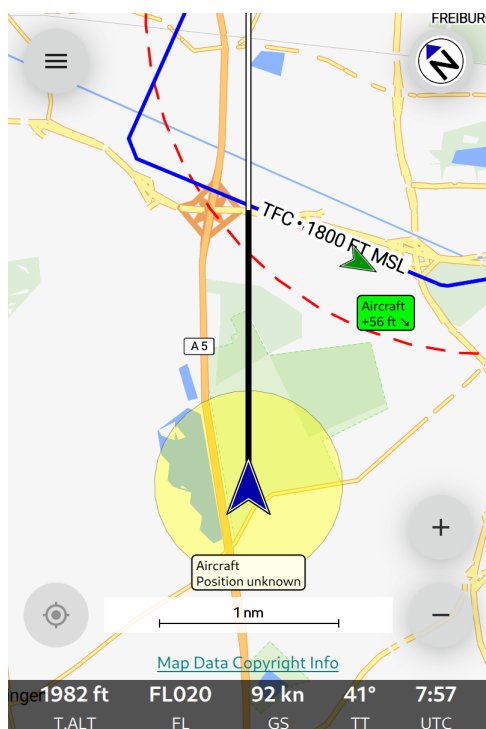 FREIBUR
TFC • 1800 FT MSL
Aircraft
+56 ft ↘
A 5
Aircraft
Position unknown
1 nm
Map Data Copyright Info
ingen
1982 ft FL020 92 kn 41° 7:57
T.ALT FL GS TT UTC